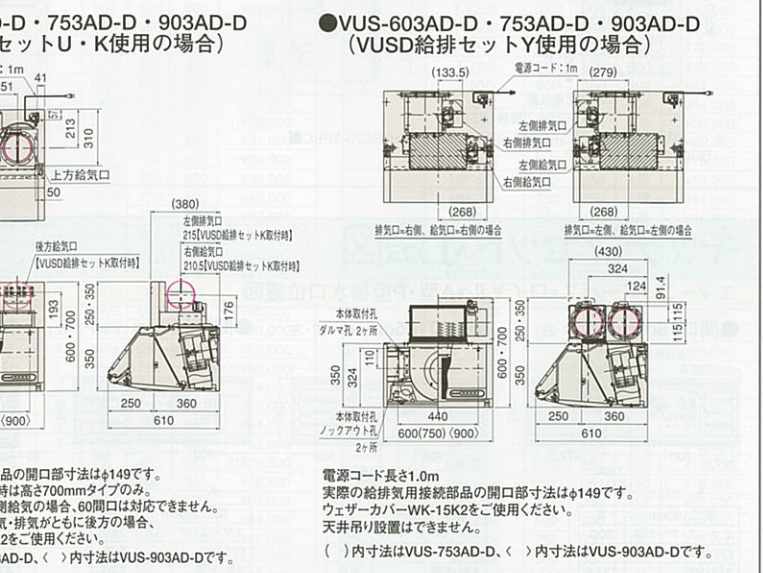 -D・753AD-D・903AD-D
セットU・K使用の場合）
：1m
51
41
213
310
上方給気口
50
後方給気口
【VUSD給排セットK取付時】
(380)
左側排気口
215【VUSD給排セットK取付時】
右側給気口
210.5【VUSD給排セットK取付時】
193
250・350
600・700
350
176
〈900〉
250
360
610
品の開口部寸法はφ149です。
時は高さ700mmタイプのみ。
側給気の場合、60間口は対応できません。
気・排気がともに後方の場合、
2をご使用ください。
AD-D、〈　〉内寸法はVUS-903AD-Dです。
●VUS-603AD-D・753AD-D・903AD-D
（VUSD給排セットY使用の場合）
(133.5)
電源コード：1m
(279)
左側排気口
右側排気口
左側給気口
右側給気口
(268)
(268)
排気口=右側、給気口=右側の場合
排気口=左側、給気口=左側の場合
(430)
324
124
91.4
115
115
本体取付孔
ダルマ孔 2ヶ所
350
324
110
250・350
600・700
350
本体取付孔
ノックアウト孔
2ヶ所
440
600(750)〈900〉
250
360
610
電源コード長さ1.0m
実際の給排気用接続部品の開口部寸法はφ149です。
ウェザーカバーWK-15K2をご使用ください。
天井吊り設置はできません。
（　）内寸法はVUS-753AD-D、〈　〉内寸法はVUS-903AD-Dです。